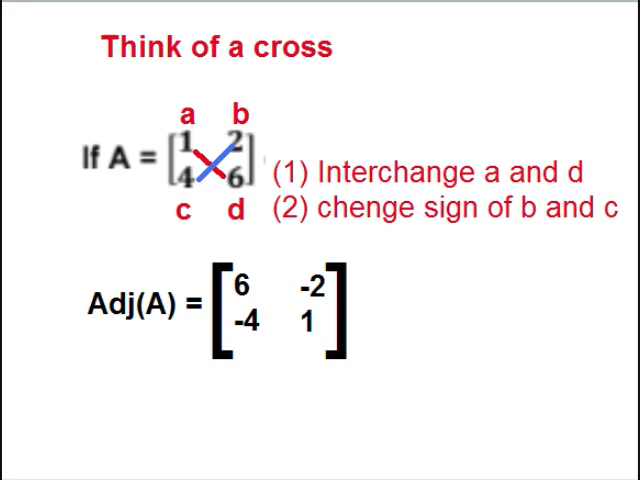 Think of a cross
a b
If A = [1 2
4 6]
c d
(1) Interchange a and d
(2) chenge sign of b and c
Adj(A) = [6 -2
-4 1]